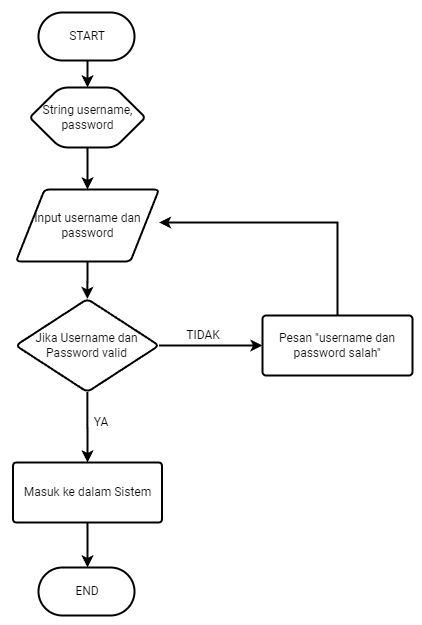 START
String username,
password
Input username dan
password
Jika Username dan
Password valid
TIDAK
Pesan "username dan
password salah"
YA
Masuk ke dalam Sistem
END